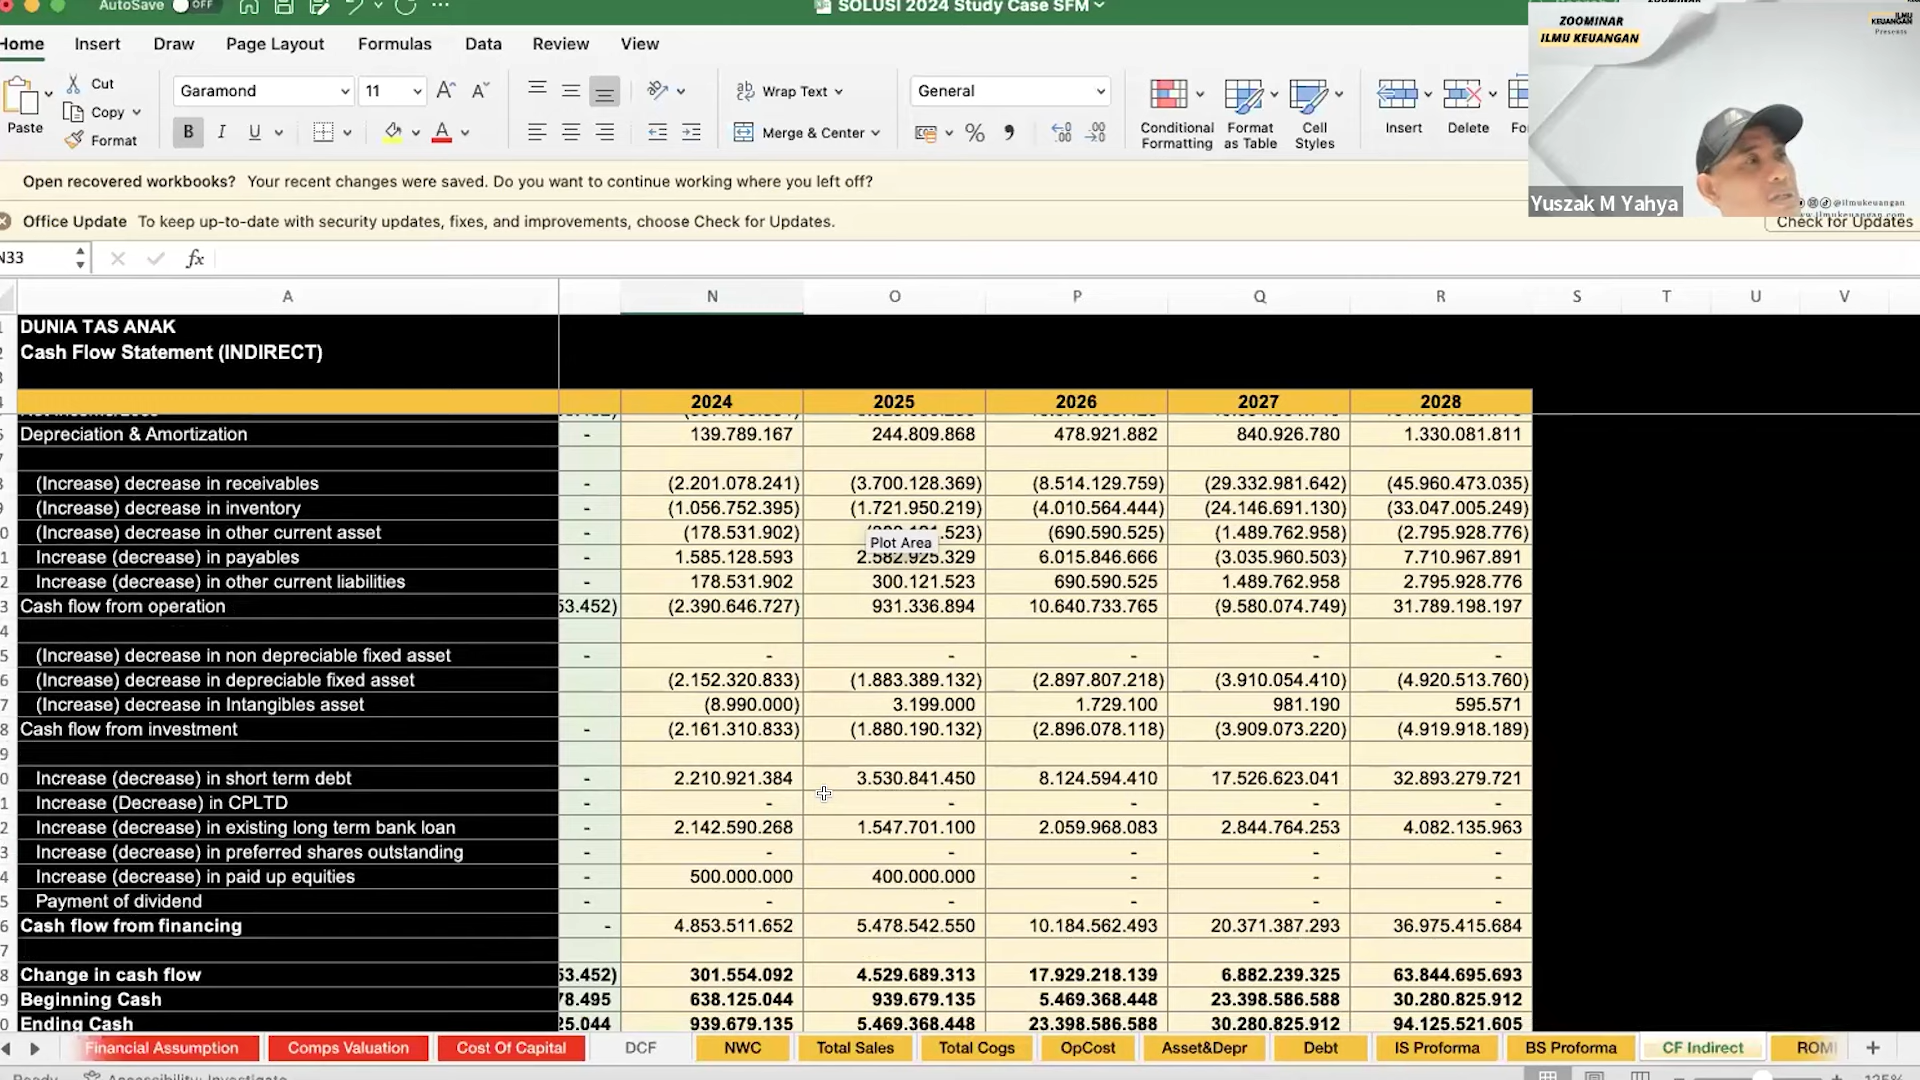 AutoSave OFF SOLUSI 2024 Study Case SFM
Home Insert Draw Page Layout Formulas Data Review View
Paste Cut Copy Format
Garamond 11
B I U
Wrap Text
Merge & Center
General
Conditional Formatting
Format as Table
Cell Styles
Insert Delete
ZOOMINAR
ILMU KEUANGAN
ILMU KEUANGAN
Presents
Yuszak M Yahya
@ilmukeuangan
Open recovered workbooks? Your recent changes were saved. Do you want to continue working where you left off?
Office Update To keep up-to-date with security updates, fixes, and improvements, choose Check for Updates.
Check for Updates
N33 fx
A N O P Q R S T U V
DUNIA TAS ANAK
Cash Flow Statement (INDIRECT)
2024 2025 2026 2027 2028
Depreciation & Amortization - 139.789.167 244.809.868 478.921.882 840.926.780 1.330.081.811
(Increase) decrease in receivables - (2.201.078.241) (3.700.128.369) (8.514.129.759) (29.332.981.642) (45.960.473.035)
(Increase) decrease in inventory - (1.056.752.395) (1.721.950.219) (4.010.564.444) (24.146.691.130) (33.047.005.249)
(Increase) decrease in other current asset - (178.531.902) .523) (690.590.525) (1.489.762.958) (2.795.928.776)
Plot Area
Increase (decrease) in payables - 1.585.128.593 2.582.925.329 6.015.846.666 (3.035.960.503) 7.710.967.891
Increase (decrease) in other current liabilities - 178.531.902 300.121.523 690.590.525 1.489.762.958 2.795.928.776
Cash flow from operation 53.452) (2.390.646.727) 931.336.894 10.640.733.765 (9.580.074.749) 31.789.198.197
(Increase) decrease in non depreciable fixed asset - - - - - -
(Increase) decrease in depreciable fixed asset (2.152.320.833) (1.883.389.132) (2.897.807.218) (3.910.054.410) (4.920.513.760)
(Increase) decrease in Intangibles asset (8.990.000) 3.199.000 1.729.100 981.190 595.571
Cash flow from investment - (2.161.310.833) (1.880.190.132) (2.896.078.118) (3.909.073.220) (4.919.918.189)
Increase (decrease) in short term debt - 2.210.921.384 3.530.841.450 8.124.594.410 17.526.623.041 32.893.279.721
Increase (Decrease) in CPLTD - - - - - -
Increase (decrease) in existing long term bank loan - 2.142.590.268 1.547.701.100 2.059.968.083 2.844.764.253 4.082.135.963
Increase (decrease) in preferred shares outstanding - - - - - -
Increase (decrease) in paid up equities - 500.000.000 400.000.000 - - -
Payment of dividend - - - - - -
Cash flow from financing - 4.853.511.652 5.478.542.550 10.184.562.493 20.371.387.293 36.975.415.684
Change in cash flow 53.452) 301.554.092 4.529.689.313 17.929.218.139 6.882.239.325 63.844.695.693
Beginning Cash 78.495 638.125.044 939.679.135 5.469.368.448 23.398.586.588 30.280.825.912
Ending Cash 25.044 939.679.135 5.469.368.448 23.398.586.588 30.280.825.912 94.125.521.605
Financial Assumption Comps Valuation Cost Of Capital DCF NWC Total Sales Total Cogs OpCost Asset&Depr Debt IS Proforma BS Proforma CF Indirect ROMI